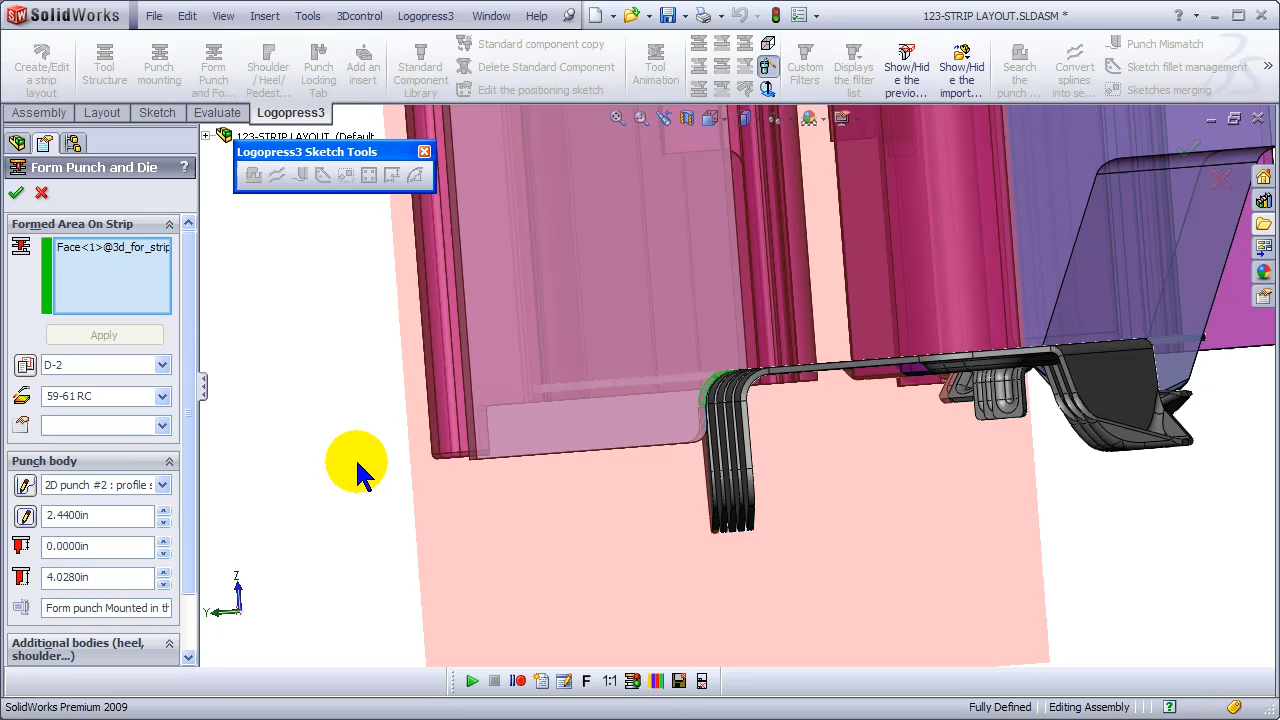 SolidWorks File Edit View Insert Tools 3Dcontrol Logopress3 Window Help 123-STRIP LAYOUT.SLDASM *
Create/Edit a strip layout
Tool Structure
Punch mounting
Form Punch and Fo...
Shoulder / Heel
Punch Locking Tab
Add an insert
Standard Component Library
Standard component copy
Delete Standard Component
Edit the positioning sketch
Tool Animation
Custom Filters
Displays the filter list
Show/Hide the previo...
Show/Hide the import...
Search the punch ...
Convert splines into se...
Punch Mismatch
Sketch fillet management
Sketches merging
Assembly Layout Sketch Evaluate Logopress3
123-STRIP LAYOUT (Default
Logopress3 Sketch Tools
Form Punch and Die ?
Formed Area On Strip
Face<1>@3d_for_strip
Apply
D-2
59-61 RC
Punch body
2D punch #2 : profile s
2.4400in
0.0000in
4.0280in
Form punch Mounted in th
Additional bodies (heel,
shoulder...)
Z
Y
F 1:1
SolidWorks Premium 2009 Fully Defined Editing Assembly